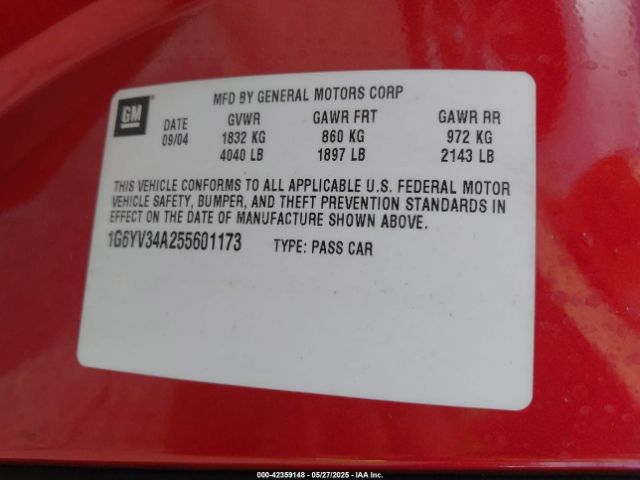 MFD BY GENERAL MOTORS CORP
GM
DATE GVWR GAWR FRT GAWR RR
09/04 1832 KG 860 KG 972 KG
4040 LB 1897 LB 2143 LB
THIS VEHICLE CONFORMS TO ALL APPLICABLE U.S. FEDERAL MOTOR
VEHICLE SAFETY, BUMPER, AND THEFT PREVENTION STANDARDS IN
EFFECT ON THE DATE OF MANUFACTURE SHOWN ABOVE.
1G6YV34A255601173 TYPE: PASS CAR
000-42359148 - 05/27/2025 - IAA Inc.